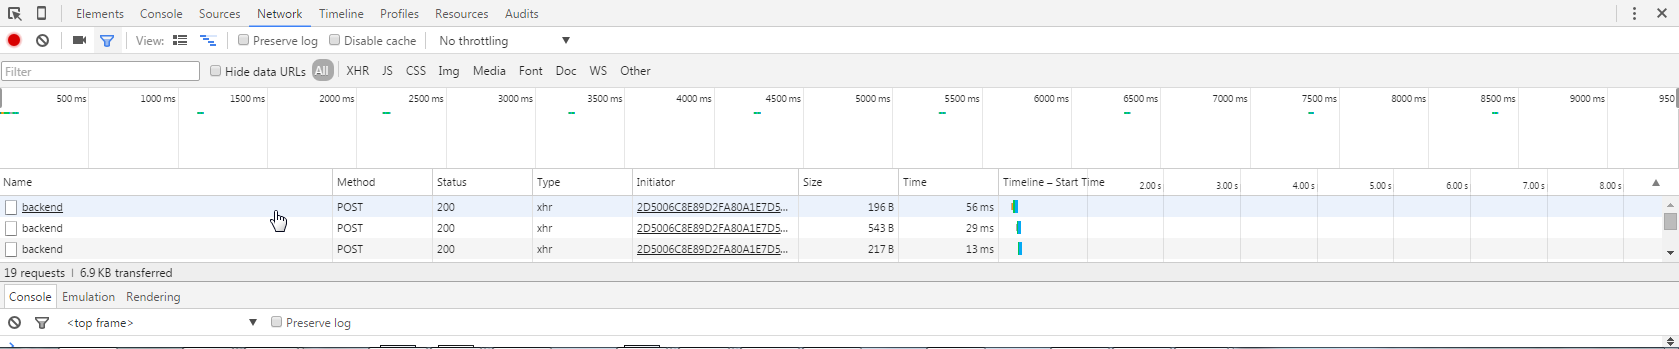 Elements Console Sources Network Timeline Profiles Resources Audits
View: Preserve log Disable cache No throttling
Filter Hide data URLs All XHR JS CSS Img Media Font Doc WS Other
500 ms 1000 ms 1500 ms 2000 ms 2500 ms 3000 ms 3500 ms 4000 ms 4500 ms 5000 ms 5500 ms 6000 ms 6500 ms 7000 ms 7500 ms 8000 ms 8500 ms 9000 ms 950
Name Method Status Type Initiator Size Time Timeline – Start Time 2.00 s 3.00 s 4.00 s 5.00 s 6.00 s 7.00 s 8.00 s
backend POST 200 xhr 2D5006C8E89D2FA80A1E7D5... 196 B 56 ms
backend POST 200 xhr 2D5006C8E89D2FA80A1E7D5... 543 B 29 ms
backend POST 200 xhr 2D5006C8E89D2FA80A1E7D5... 217 B 13 ms
19 requests | 6.9 KB transferred
Console Emulation Rendering
<top frame> Preserve log